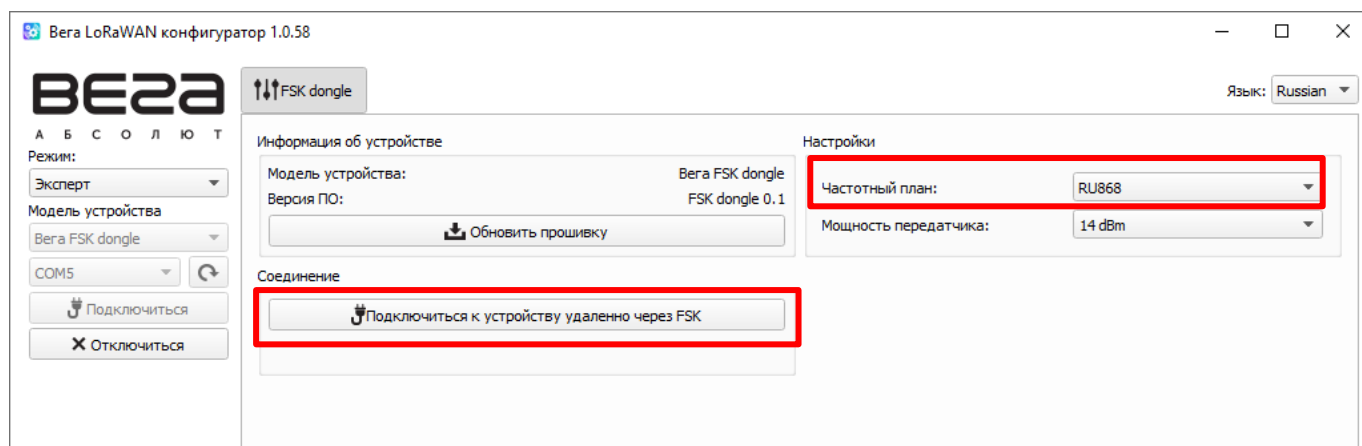 Вега LoRaWAN конфигуратор 1.0.58
ВЕГА
АБСОЛЮТ
Режим:
Эксперт
Модель устройства
Вега FSK dongle
COM5
Подключиться
Отключиться
FSK dongle
Язык: Russian
Информация об устройстве
Модель устройства: Вега FSK dongle
Версия ПО: FSK dongle 0.1
Обновить прошивку
Соединение
Подключиться к устройству удаленно через FSK
Настройки
Частотный план: RU868
Мощность передатчика: 14 dBm